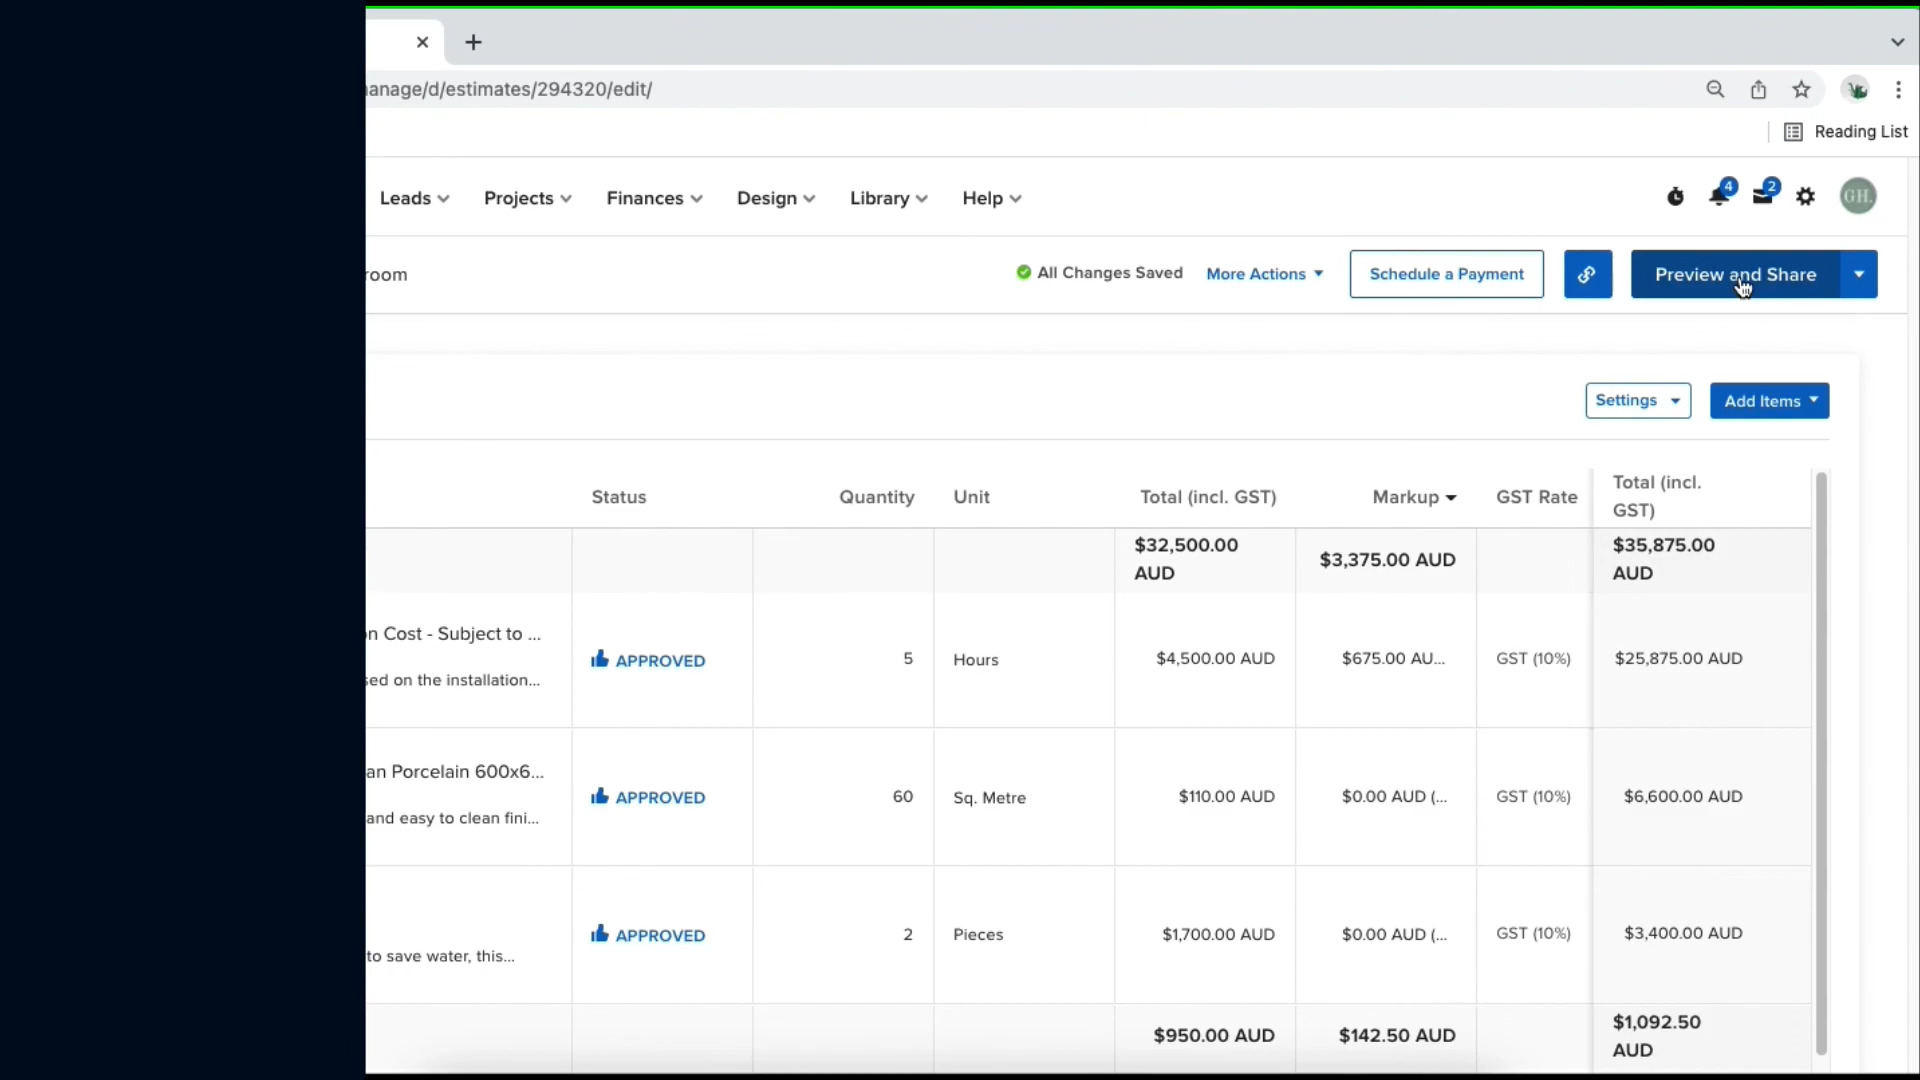 anage/d/estimates/294320/edit/
Reading List
Leads Projects Finances Design Library Help 4 2 GH.
room All Changes Saved More Actions Schedule a Payment Preview and Share
Settings Add Items
Status Quantity Unit Total (incl. GST) Markup GST Rate Total (incl. GST)
$32,500.00 AUD $3,375.00 AUD $35,875.00 AUD
n Cost - Subject to ...
APPROVED 5 Hours $4,500.00 AUD $675.00 AU... GST (10%) $25,875.00 AUD
sed on the installation...
an Porcelain 600x6...
APPROVED 60 Sq. Metre $110.00 AUD $0.00 AUD (... GST (10%) $6,600.00 AUD
and easy to clean fini...
APPROVED 2 Pieces $1,700.00 AUD $0.00 AUD (... GST (10%) $3,400.00 AUD
to save water, this...
$950.00 AUD $142.50 AUD $1,092.50 AUD